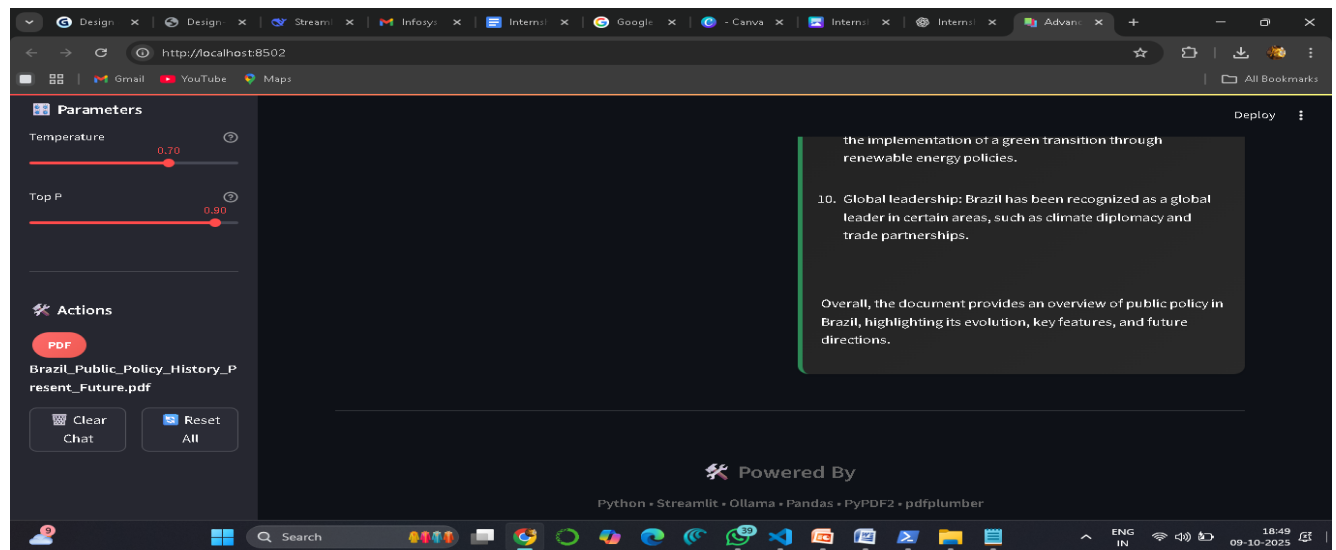 Design
Design
Streaml
Infosys
Internsh
Google
- Canva
Internsh
Internsh
Advanc
http://localhost:8502
Gmail
YouTube
Maps
All Bookmarks
Parameters
Temperature
0.70
Top P
0.90
Actions
PDF
Brazil_Public_Policy_History_P
resent_Future.pdf
Clear
Chat
Reset
All
Deploy
the implementation of a green transition through
renewable energy policies.
10. Global leadership: Brazil has been recognized as a global
leader in certain areas, such as climate diplomacy and
trade partnerships.
Overall, the document provides an overview of public policy in
Brazil, highlighting its evolution, key features, and future
directions.
Powered By
Python • Streamlit • Ollama • Pandas • PyPDF2 • pdfplumber
9
Search
39
ENG
IN
18:49
09-10-2025